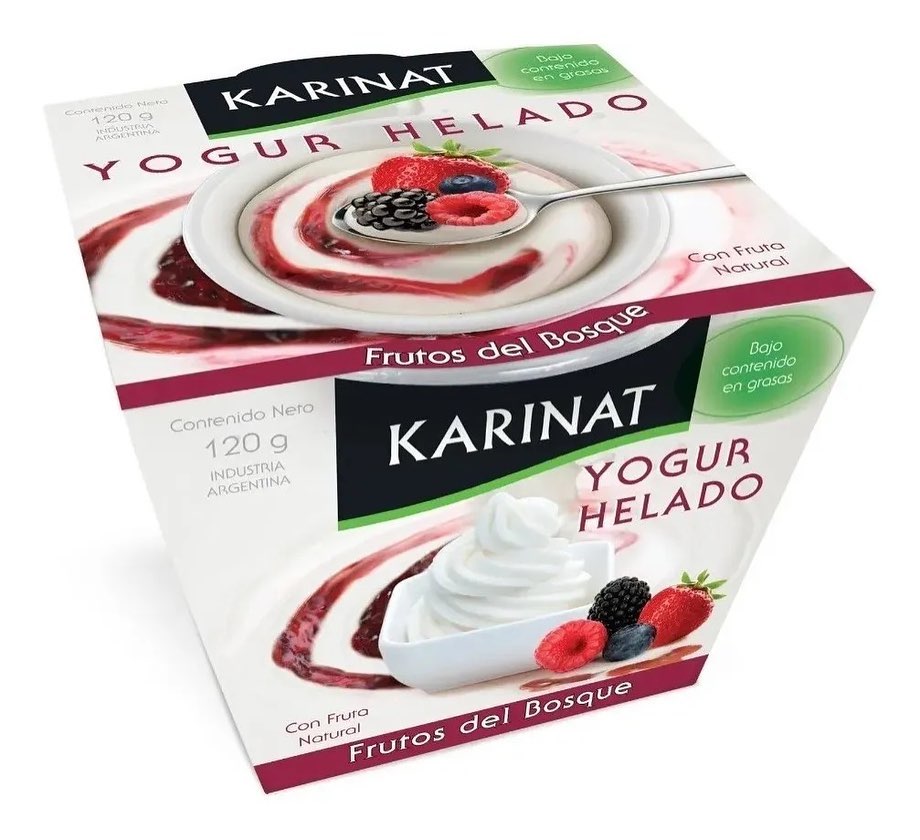 KARINAT
Bajo
contenido
en grasas
Contenido Neto
120 g
INDUSTRIA
ARGENTINA
YOGUR HELADO
Con Fruta
Natural
Frutos del Bosque
KARINAT
Bajo
contenido
en grasas
Contenido Neto
120 g
INDUSTRIA
ARGENTINA
YOGUR
HELADO
Con Fruta
Natural
Frutos del Bosque